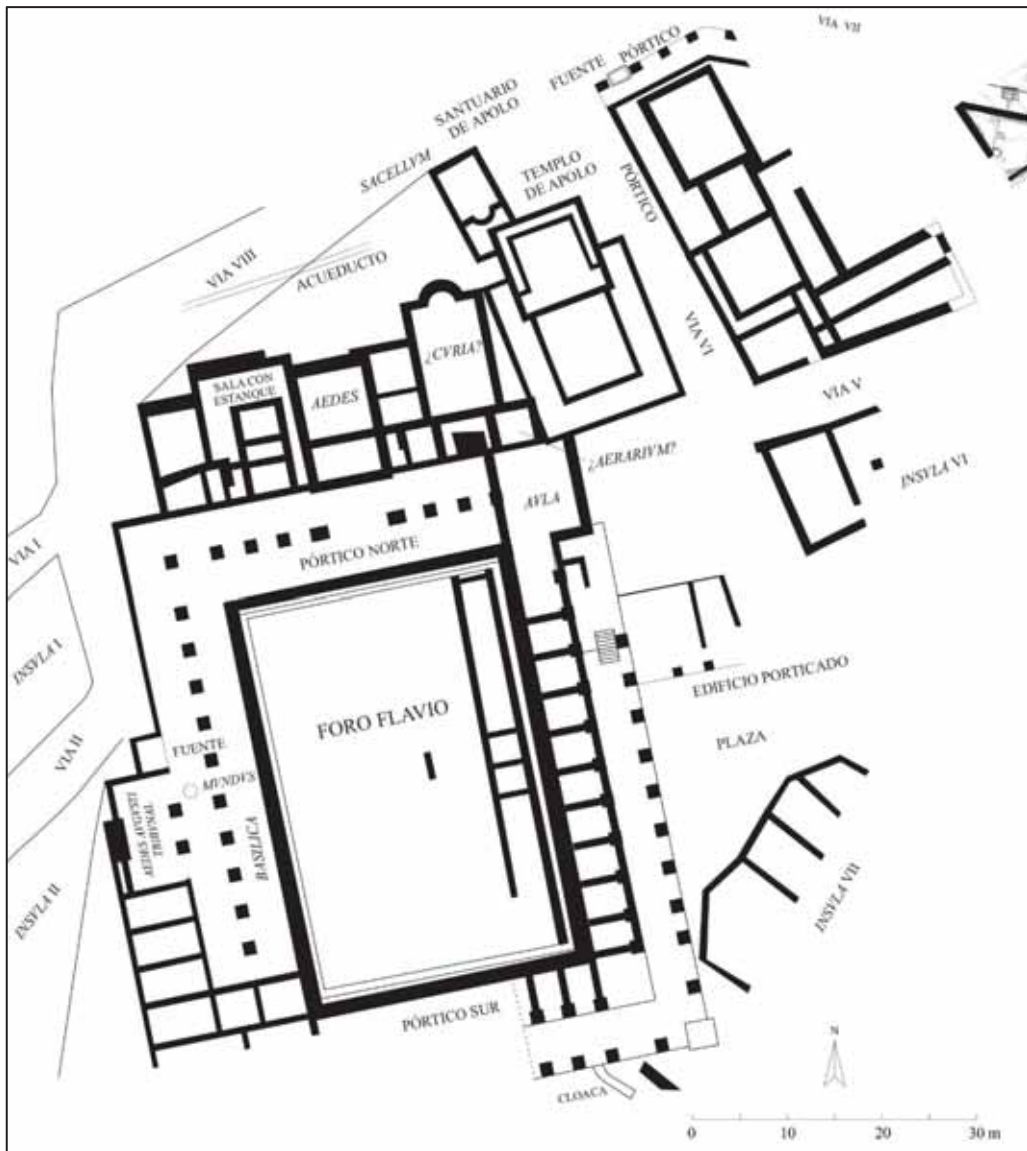 VIA VII
FUENTE
PÓRTICO
SANTUARIO
DE APOLO
SACELLVM
TEMPLO
DE APOLO
PÓRTICO
VIA VIII
ACUEDUCTO
VIA VI
¿CVRIA?
SALA CON
ESTANQUE
AEDES
VIA V
¿AERARIVM?
INSVLA VI
AVLA
PÓRTICO NORTE
VIA I
INSVLA I
EDIFICIO PORTICADO
FORO FLAVIO
PLAZA
VIA II
FUENTE
MVNDVS
AEDES AVGVSTI
TRIBVNAL
BASILICA
INSVLA II
INSVLA VII
PÓRTICO SUR
N
CLOACA
0 10 20 30 m